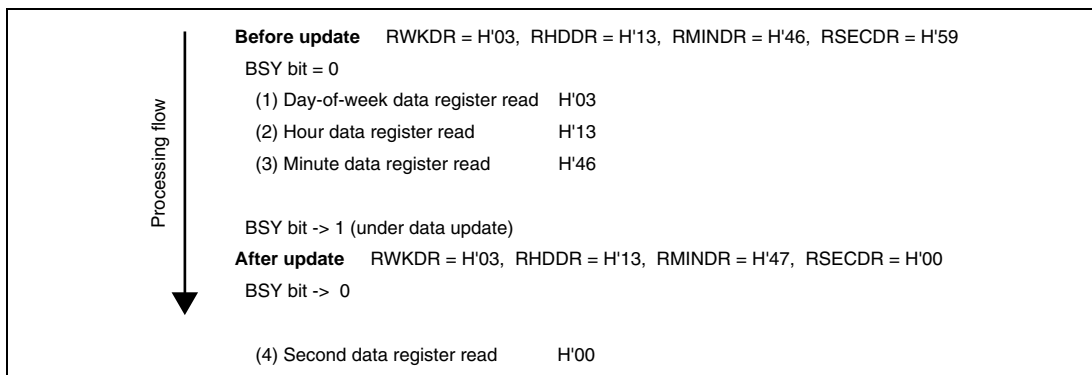 Processing flow
Before update RWKDR = H'03, RHDDR = H'13, RMINDR = H'46, RSECDR = H'59
BSY bit = 0
(1) Day-of-week data register read H'03
(2) Hour data register read H'13
(3) Minute data register read H'46
BSY bit -> 1 (under data update)
After update RWKDR = H'03, RHDDR = H'13, RMINDR = H'47, RSECDR = H'00
BSY bit -> 0
(4) Second data register read H'00